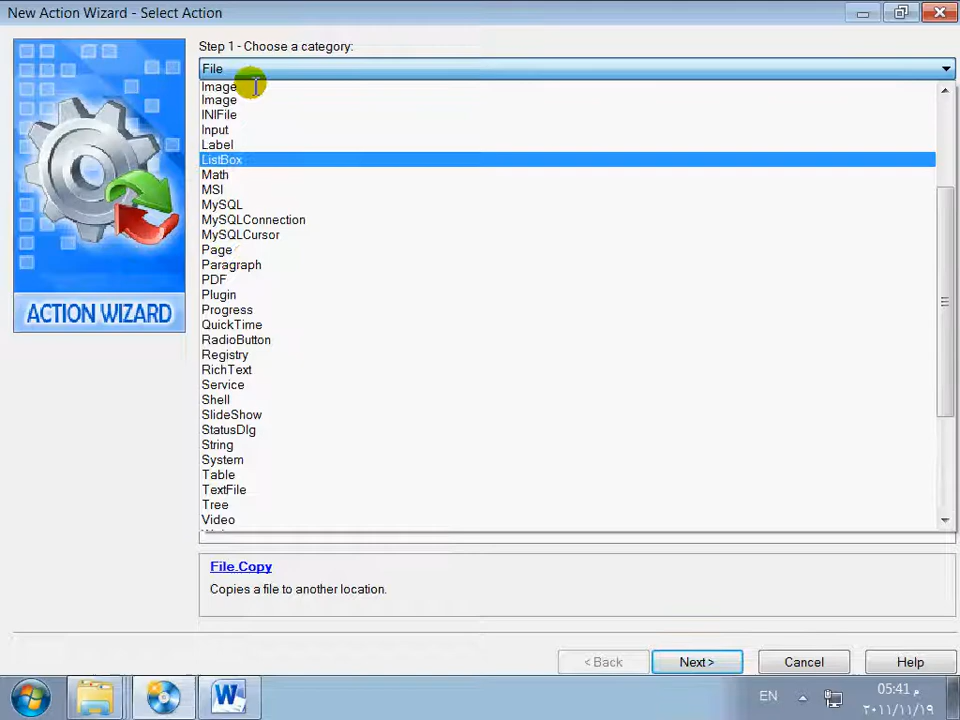 New Action Wizard - Select Action
Step 1 - Choose a category:
File
Image
Image
INIFile
Input
Label
ListBox
Math
MSI
MySQL
MySQLConnection
MySQLCursor
Page
Paragraph
PDF
Plugin
Progress
QuickTime
RadioButton
Registry
RichText
Service
Shell
SlideShow
StatusDlg
String
System
Table
TextFile
Tree
Video
ACTION WIZARD
File.Copy
Copies a file to another location.
< Back
Next >
Cancel
Help
W
EN
05:41 م
٢٠١١/١١/١٩